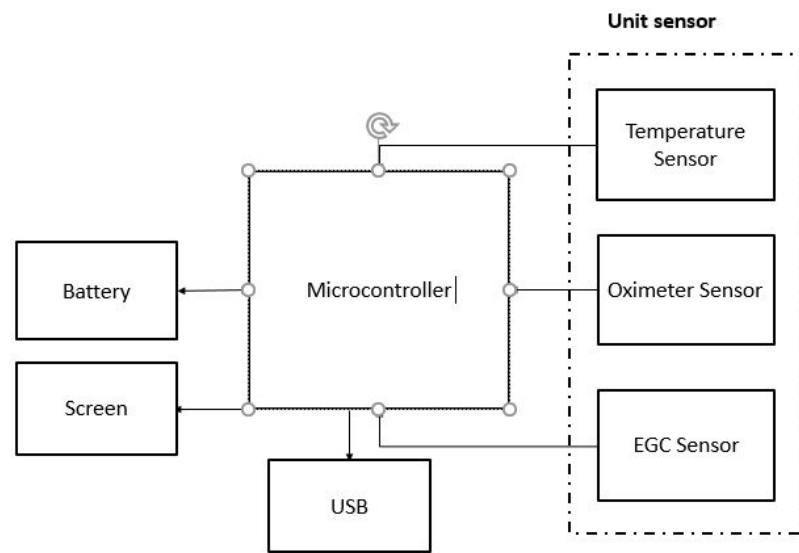 Unit sensor
Temperature
Sensor
Battery
Microcontroller
Oximeter Sensor
Screen
EGC Sensor
USB